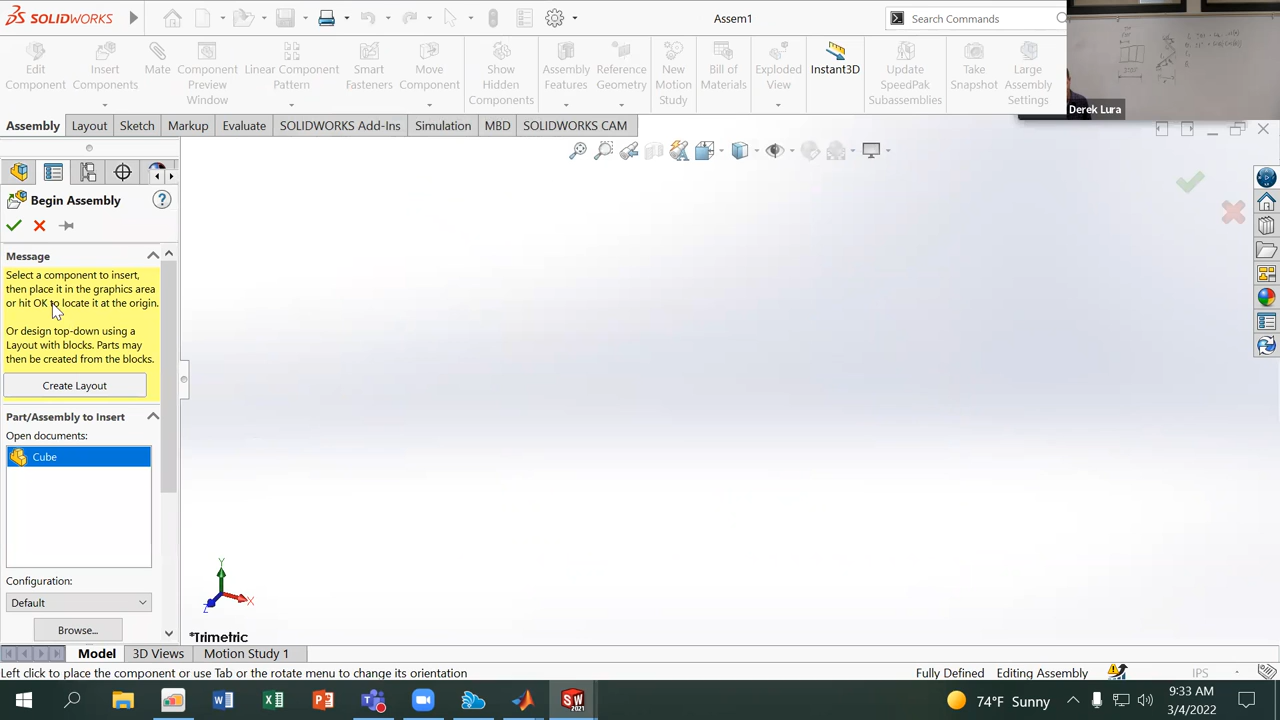 SOLIDWORKS
Assem1
Search Commands
Edit Component
Insert Components
Mate
Component Preview Window
Linear Component Pattern
Smart Fasteners
Move Component
Show Hidden Components
Assembly Features
Reference Geometry
New Motion Study
Bill of Materials
Exploded View
Instant3D
Update SpeedPak Subassemblies
Take Snapshot
Large Assembly Settings
Derek Lura
Assembly Layout Sketch Markup Evaluate SOLIDWORKS Add-Ins Simulation MBD SOLIDWORKS CAM
Begin Assembly
?
Message
Select a component to insert,
then place it in the graphics area
or hit OK to locate it at the origin.
Or design top-down using a
Layout with blocks. Parts may
then be created from the blocks.
Create Layout
Part/Assembly to Insert
Open documents:
Cube
Configuration:
Default
Browse...
Y
X
Z
*Trimetric
Model 3D Views Motion Study 1
Left click to place the component or use Tab or the rotate menu to change its orientation
Fully Defined Editing Assembly IPS
74°F Sunny
9:33 AM
3/4/2022